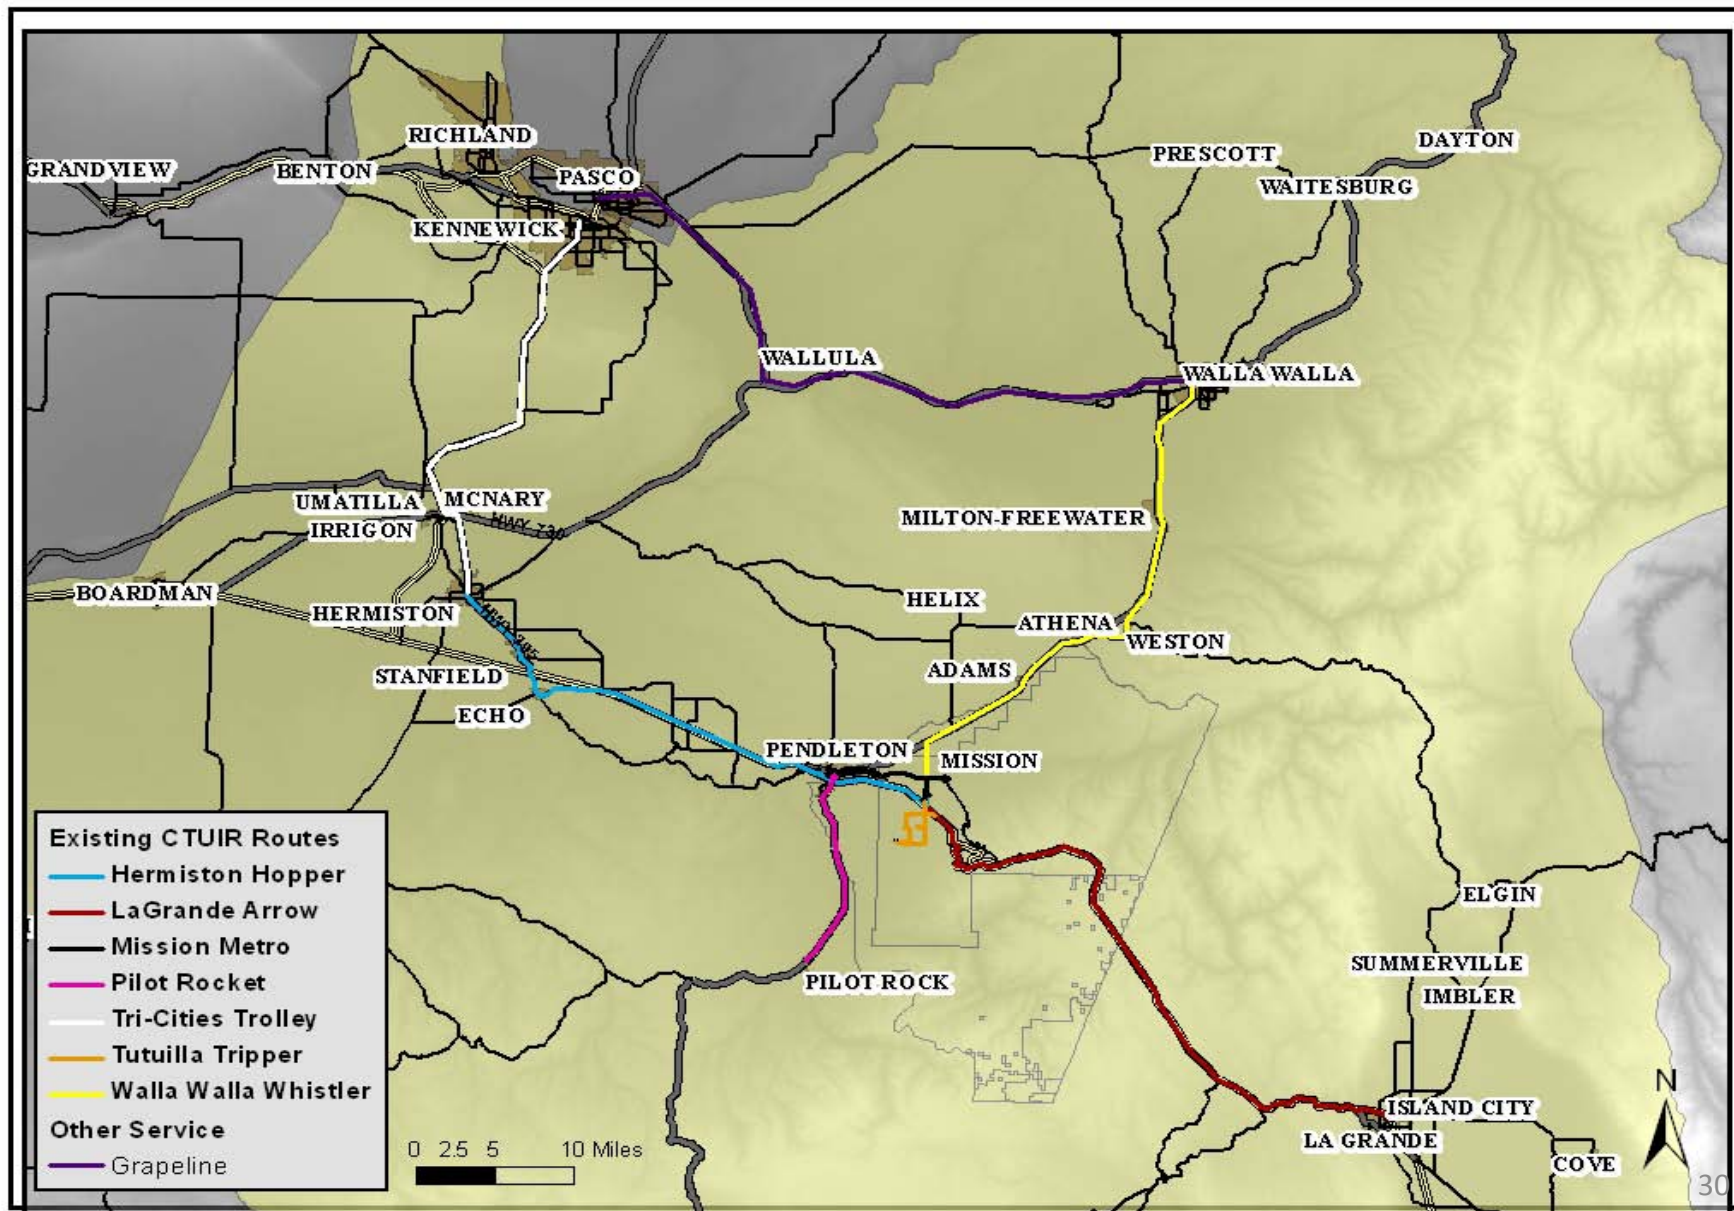 RICHLAND
DAYTON
GRANDVIEW
BENTON
PASCO
PRESCOTT
WAITESBURG
KENNEWICK
WALLULA
WALLA WALLA
UMATILLA
MCNARY
IRRIGON
HWY 730
MILTON-FREEWATER
BOARDMAN
HERMISTON
HELIX
ATHENA
WESTON
STANFIELD
ADAMS
ECHO
PENDLETON
MISSION
ELGIN
SUMMERVILLE
IMBLER
PILOT ROCK
ISLAND CITY
LA GRANDE
COVE
Existing CTUIR Routes
Hermiston Hopper
LaGrande Arrow
Mission Metro
Pilot Rocket
Tri-Cities Trolley
Tutuilla Tripper
Walla Walla Whistler
Other Service
Grapeline
0 2.5 5 10 Miles
N
30